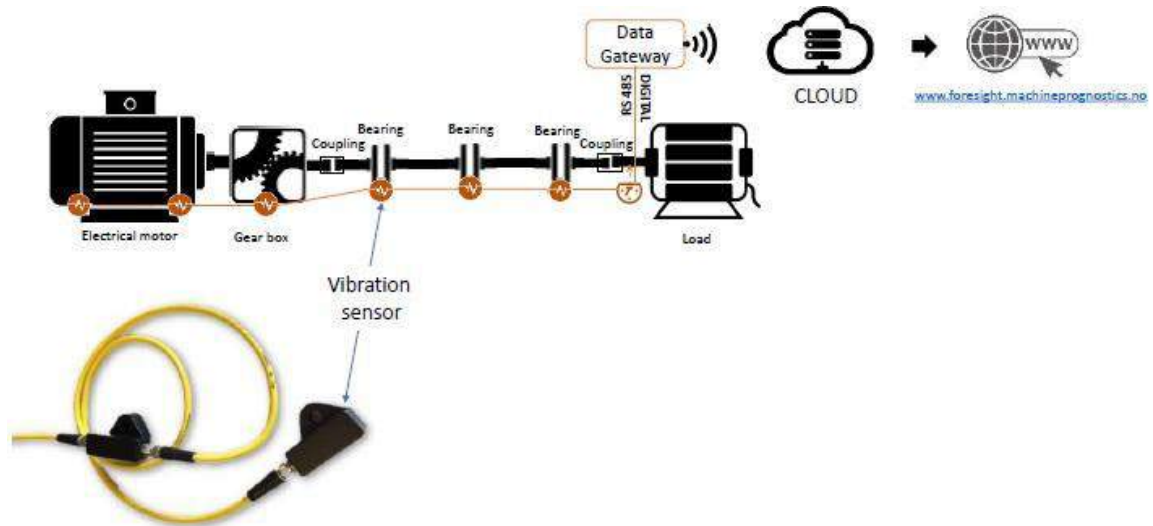 Data
Gateway
RS 485
DIGITAL
CLOUD
WWW
www.foresight.machineprognostics.no
Coupling
Bearing
Bearing
Bearing
Coupling
Electrical motor
Gear box
Load
Vibration
sensor